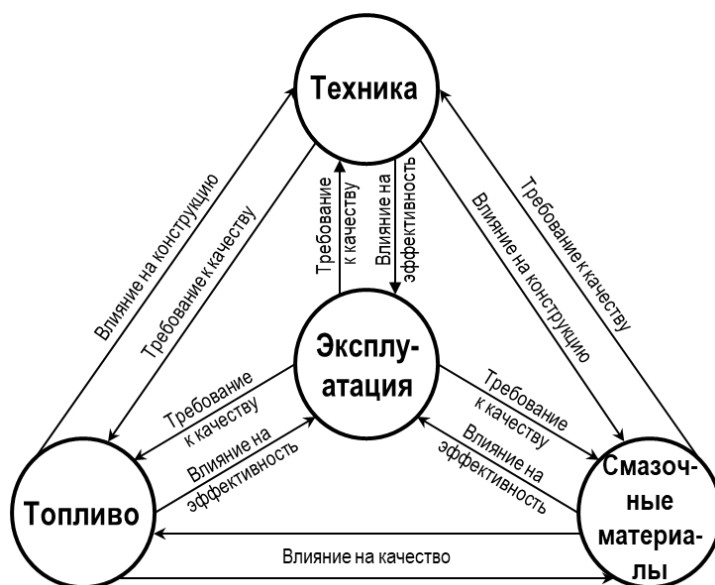 Техника
Влияние на конструкцию
Требование к качеству
Требование
к качеству
Влияние на
эффективность
Влияние на конструкцию
Требование к качеству
Эксплу-
атация
Требование
к качеству
Влияние на
эффективность
Требование
к качеству
Влияние на
эффективность
Топливо
Смазоч-
ные
материа-
лы
Влияние на качество